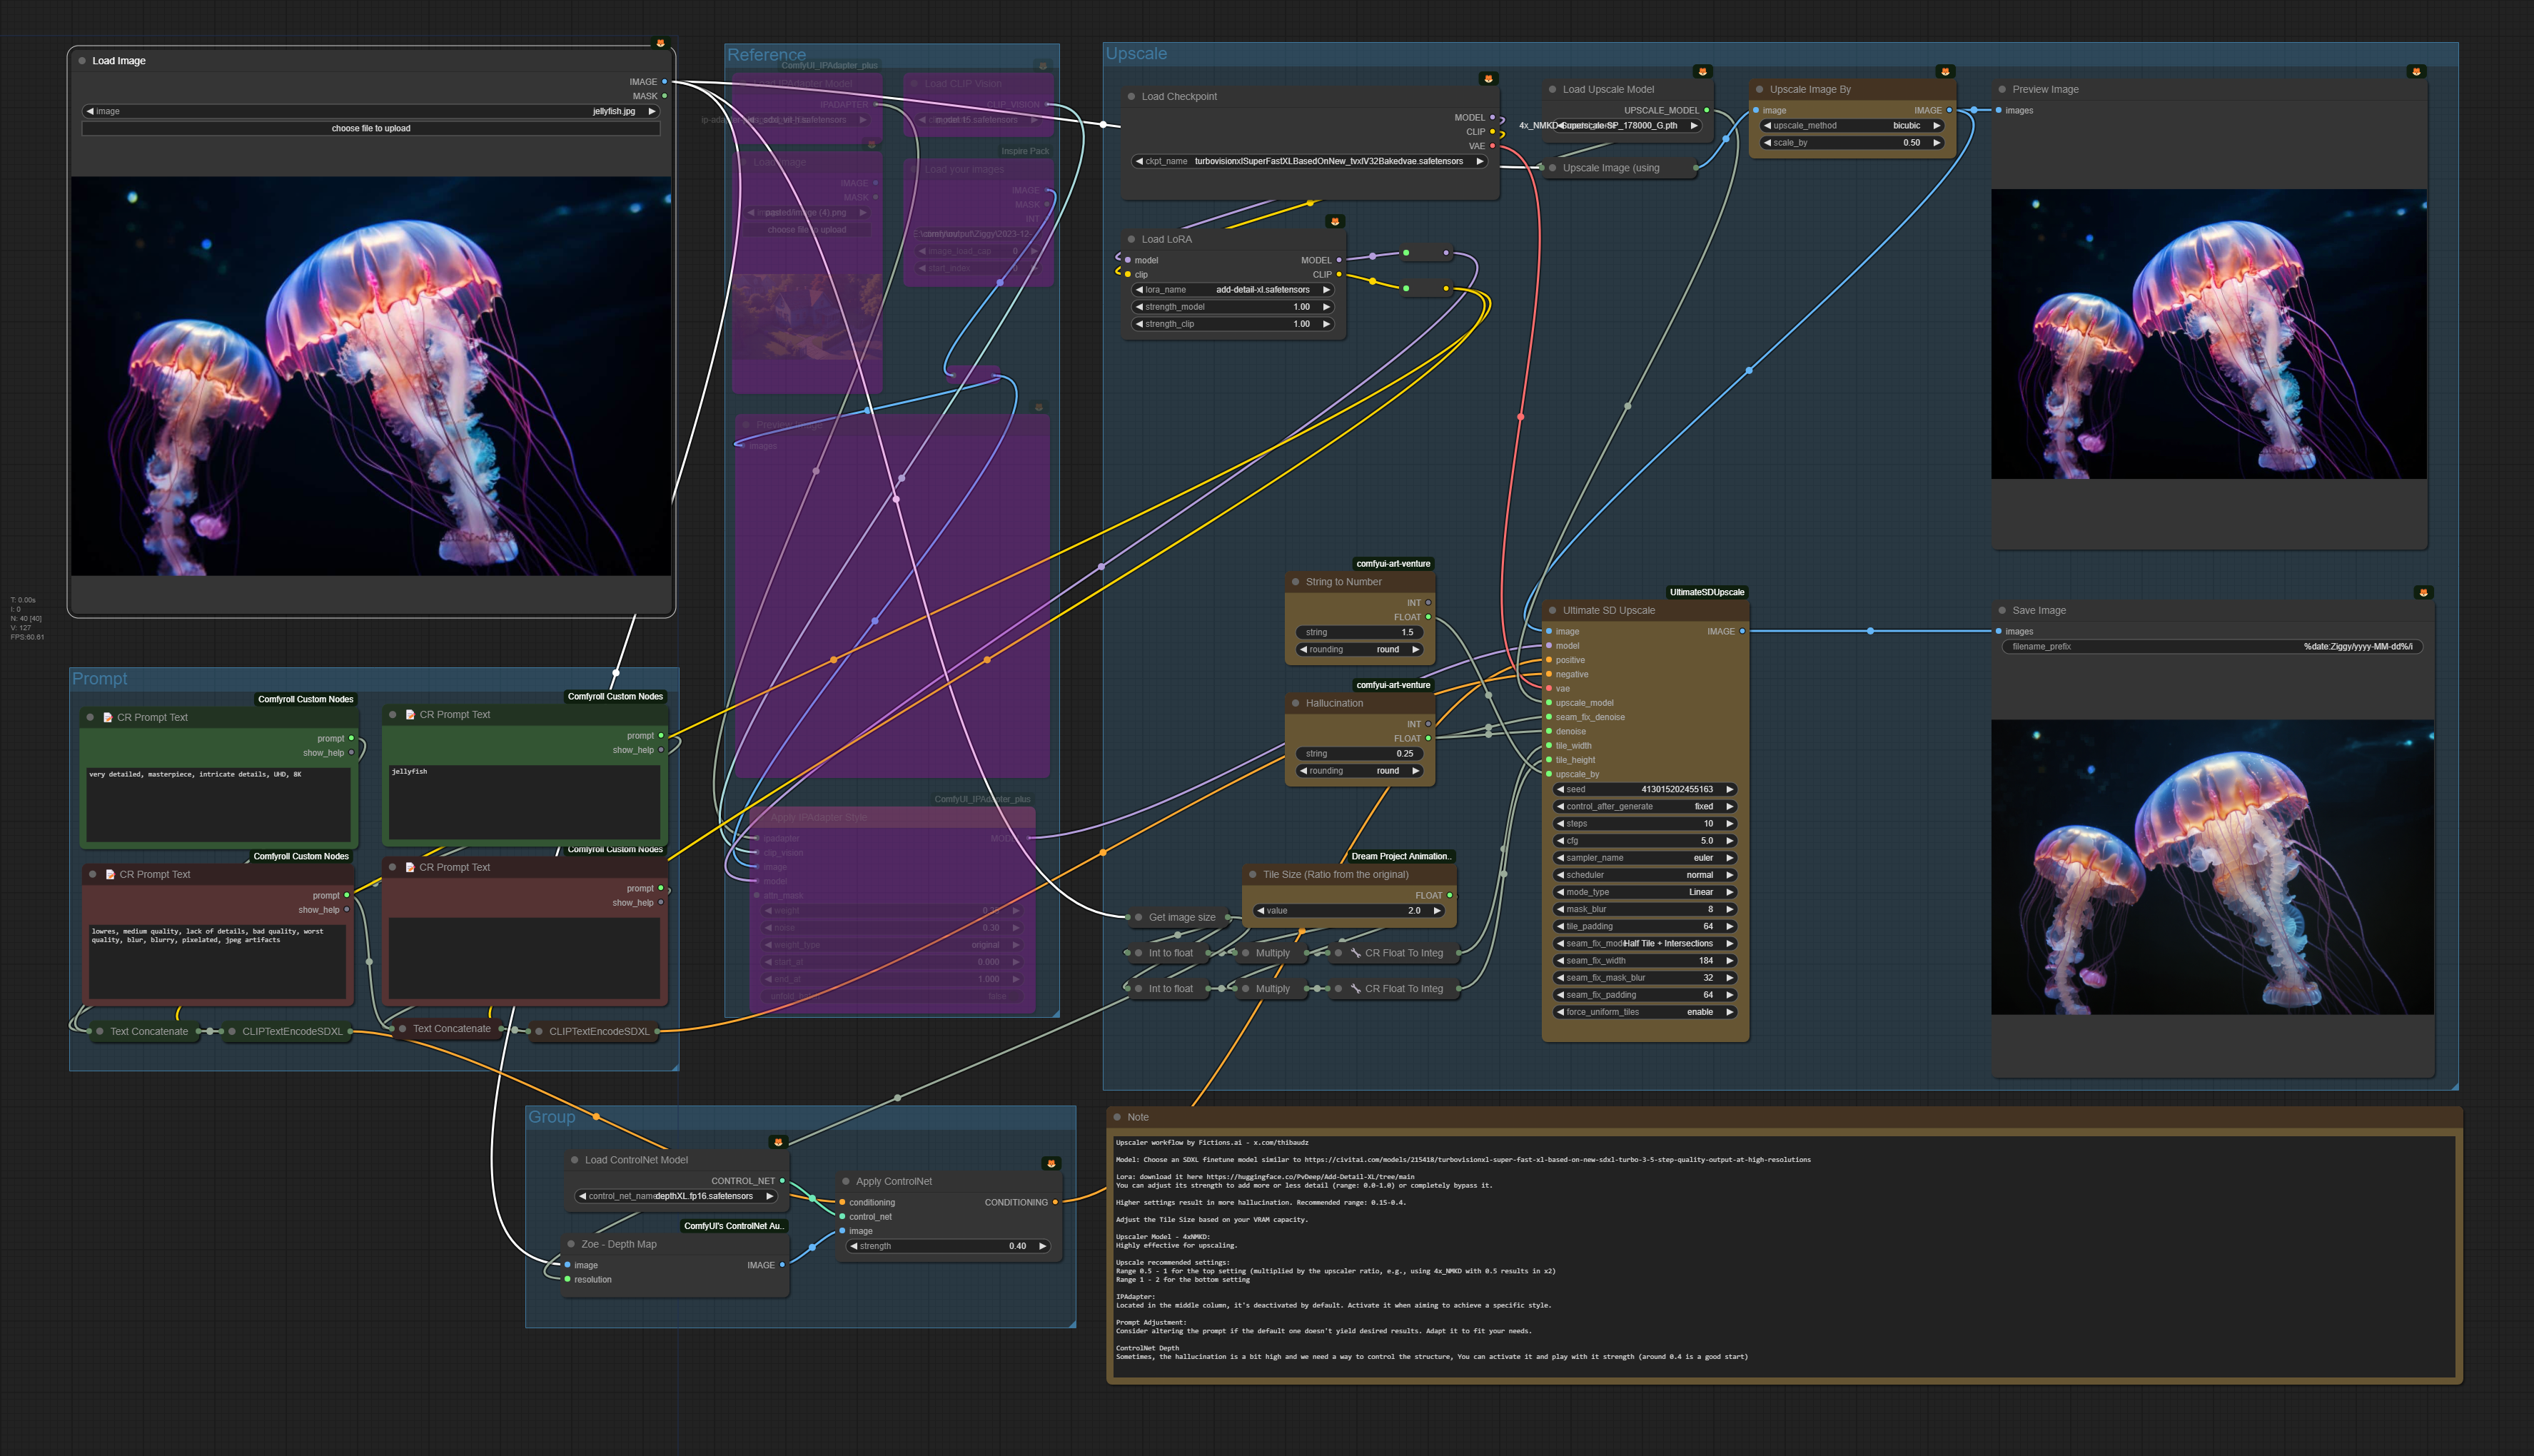 Load Image
IMAGE
MASK
image
jellyfish.jpg
choose file to upload
T: 0.00s
I: 0
N: 40 [40]
V: 127
FPS:60.61
Prompt
Comfyroll Custom Nodes
CR Prompt Text
prompt
show_help
very detailed, masterpiece, intricate details, UHD, 8K
Comfyroll Custom Nodes
CR Prompt Text
prompt
show_help
jellyfish
Comfyroll Custom Nodes
CR Prompt Text
prompt
show_help
lowres, medium quality, lack of details, bad quality, worst
quality, blur, blurry, pixelated, jpeg artifacts
Comfyroll Custom Nodes
CR Prompt Text
prompt
show_help
Text Concatenate
CLIPTextEncodeSDXL
Text Concatenate
CLIPTextEncodeSDXL
Reference
ComfyUI_IPAdapter_plus
Load IPAdapter Model
IPADAPTER
Load CLIP Vision
CLIP_VISION
Load Image
IMAGE
MASK
pasted/image (4).png
choose file to upload
Inspire Pack
Load your images
IMAGE
MASK
INT
image_load_cap
0
start_index
0
Preview Image
images
ComfyUI_IPAdapter_plus
Apply IPAdapter Style
ipadapter
clip_vision
image
model
attn_mask
MODEL
weight
noise
0.30
weight_type
original
start_at
0.000
end_at
1.000
Group
Load ControlNet Model
CONTROL_NET
control_net_name
depthXL.fp16.safetensors
ComfyUI's ControlNet Au..
Zoe - Depth Map
image
resolution
IMAGE
Apply ControlNet
conditioning
control_net
image
CONDITIONING
strength
0.40
Upscale
Load Checkpoint
MODEL
CLIP
VAE
ckpt_name
turbovisionxlSuperFastXLBasedOnNew_tvxlV32Bakedvae.safetensors
Load LoRA
model
clip
MODEL
CLIP
lora_name
add-detail-xl.safetensors
strength_model
1.00
strength_clip
1.00
Load Upscale Model
UPSCALE_MODEL
4x_NMKD-Superscale-SP_178000_G.pth
Upscale Image (using
Upscale Image By
image
IMAGE
upscale_method
bicubic
scale_by
0.50
Preview Image
images
comfyui-art-venture
String to Number
INT
FLOAT
string
1.5
rounding
round
comfyui-art-venture
Hallucination
INT
FLOAT
string
0.25
rounding
round
Dream Project Animation..
Tile Size (Ratio from the original)
FLOAT
value
2.0
Get image size
Int to float
Multiply
CR Float To Integ
Int to float
Multiply
CR Float To Integ
UltimateSDUpscale
Ultimate SD Upscale
image
model
positive
negative
vae
upscale_model
seam_fix_denoise
denoise
tile_width
tile_height
upscale_by
IMAGE
seed
413015202455163
control_after_generate
fixed
steps
10
cfg
5.0
sampler_name
euler
scheduler
normal
mode_type
Linear
mask_blur
8
tile_padding
64
seam_fix_mode
Half Tile + Intersections
seam_fix_width
184
seam_fix_mask_blur
32
seam_fix_padding
64
force_uniform_tiles
enable
Save Image
images
filename_prefix
%date:Ziggy/yyyy-MM-dd%/i
Note
Upscaler workflow by Fictions.ai - x.com/thibaudz
Model: Choose an SDXL finetune model similar to https://civitai.com/models/215418/turbovisionxl-super-fast-xl-based-on-new-sdxl-turbo-3-5-step-quality-output-at-high-resolutions
Lora: download it here https://huggingface.co/PvDeep/Add-Detail-XL/tree/main
You can adjust its strength to add more or less detail (range: 0.0-1.0) or completely bypass it.
Higher settings result in more hallucination. Recommended range: 0.15-0.4.
Adjust the Tile Size based on your VRAM capacity.
Upscaler Model - 4xNMKD:
Highly effective for upscaling.
Upscale recommended settings:
Range 0.5 - 1 for the top setting (multiplied by the upscaler ratio, e.g., using 4x_NMKD with 0.5 results in x2)
Range 1 - 2 for the bottom setting
IPAdapter:
Located in the middle column, it's deactivated by default. Activate it when aiming to achieve a specific style.
Prompt Adjustment:
Consider altering the prompt if the default one doesn't yield desired results. Adapt it to fit your needs.
ControlNet Depth
Sometimes, the hallucination is a bit high and we need a way to control the structure, You can activate it and play with it strength (around 0.4 is a good start)